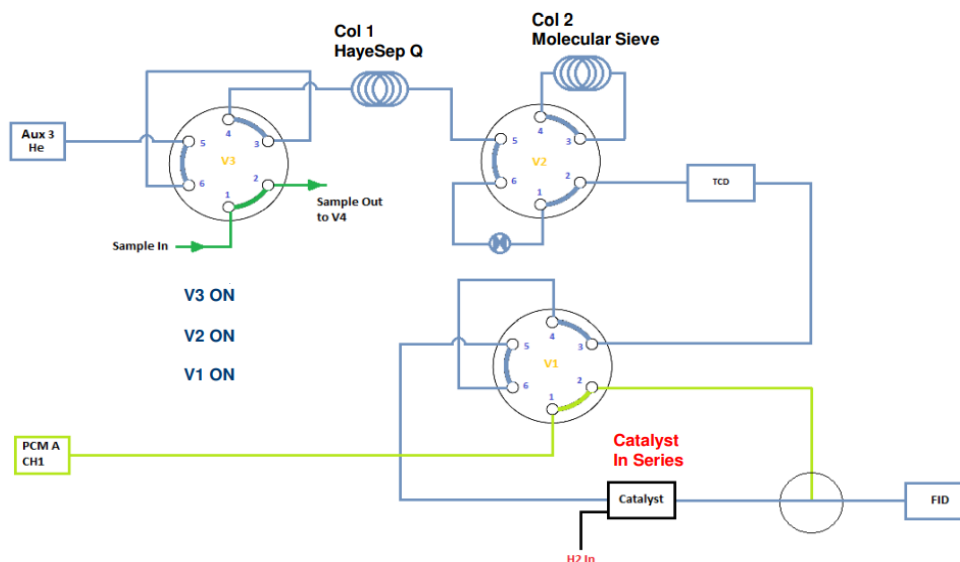 Col 1
HayeSep Q
Col 2
Molecular Sieve
Aux 3
He
4
5
3
V3
6
2
1
Sample Out
to V4
Sample In
4
5
3
V2
6
2
1
TCD
V3 ON
V2 ON
V1 ON
4
5
3
V1
6
2
1
PCM A
CH1
Catalyst
In Series
Catalyst
FID
H2 In